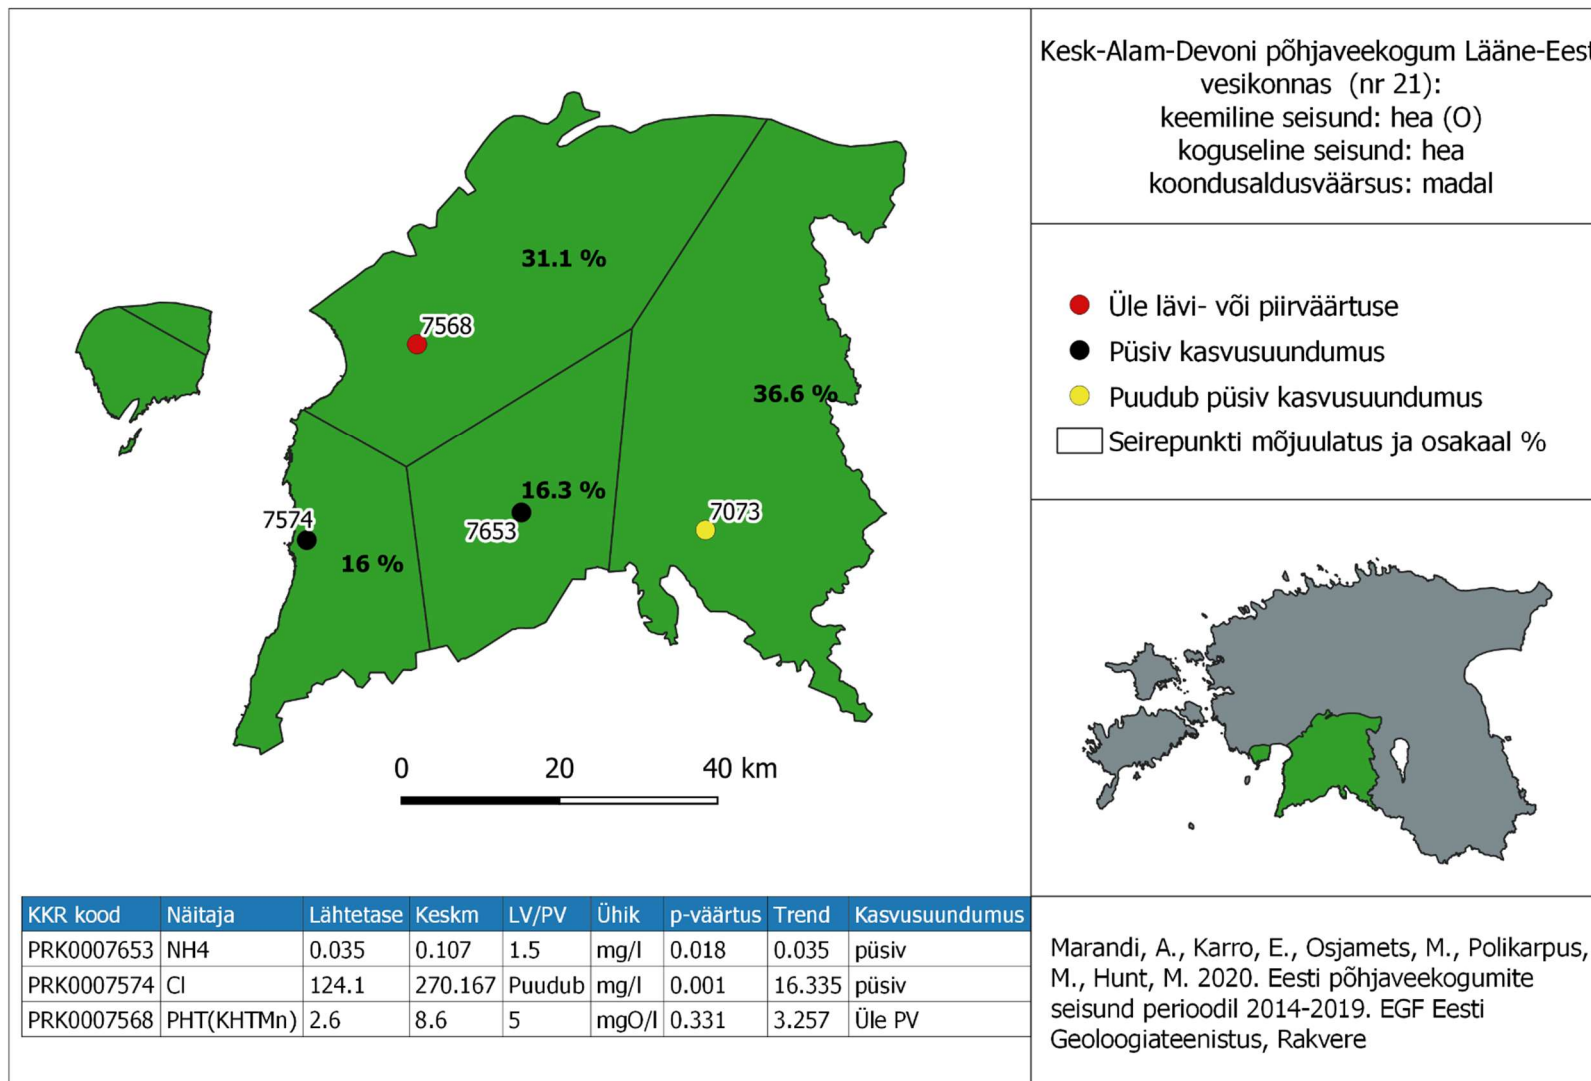 Kesk-Alam-Devoni põhjaveekogum Lääne-Eest
vesikonnas (nr 21):
keemiline seisund: hea (O)
koguseline seisund: hea
koondusaldusväärsus: madal
31.1 %
7568
36.6 %
16.3 %
7653
7073
7574
16 %
Üle lävi- või piirväärtuse
Püsiv kasvusuundumus
Puudub püsiv kasvusuundumus
Seirepunkti mõjuulatus ja osakaal %
0 20 40 km
KKR kood Näitaja Lähtetase Keskm LV/PV Ühik p-väärtus Trend Kasvusuundumus
PRK0007653 NH4 0.035 0.107 1.5 mg/l 0.018 0.035 püsiv
PRK0007574 Cl 124.1 270.167 Puudub mg/l 0.001 16.335 püsiv
PRK0007568 PHT(KHTMn) 2.6 8.6 5 mgO/l 0.331 3.257 Üle PV
Marandi, A., Karro, E., Osjamets, M., Polikarpus,
M., Hunt, M. 2020. Eesti põhjaveekogumite
seisund perioodil 2014-2019. EGF Eesti
Geoloogiateenistus, Rakvere